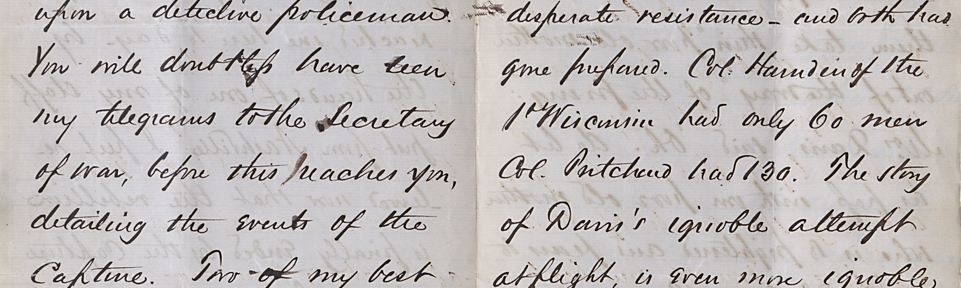 upon a detective policeman.
You will doubtless have seen
my telegrams to the Secretary
of war, before this reaches you,
detailing the events of the
Capture. Two of my best
desperate resistance - and both had
gone prepared. Col. Harnden of the
1st Wisconsin had only 60 men
Col. Pritchard had 130. The story
of Davis's ignoble attempt
at flight, is even more ignoble,